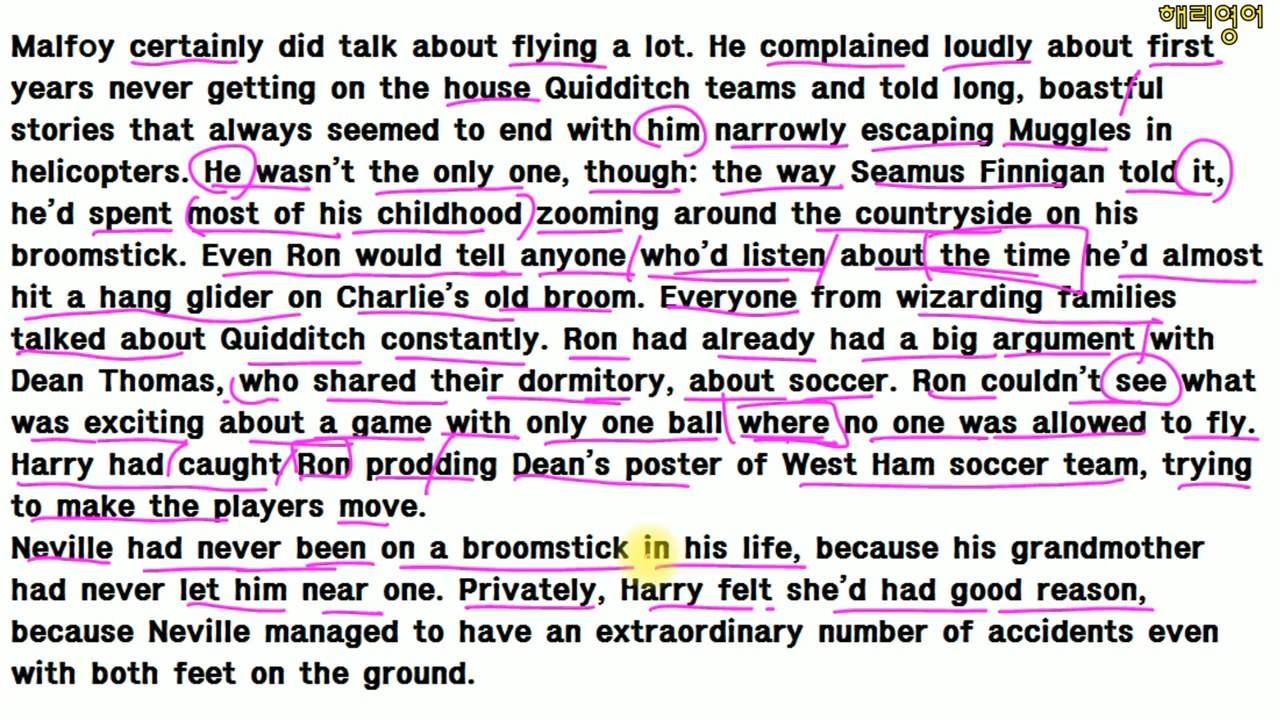 해리영어
Malfoy certainly did talk about flying a lot. He complained loudly about first
years never getting on the house Quidditch teams and told long, boastful
stories that always seemed to end with him narrowly escaping Muggles in
helicopters. He wasn't the only one, though: the way Seamus Finnigan told it,
he'd spent most of his childhood zooming around the countryside on his
broomstick. Even Ron would tell anyone who'd listen about the time he'd almost
hit a hang glider on Charlie's old broom. Everyone from wizarding families
talked about Quidditch constantly. Ron had already had a big argument with
Dean Thomas, who shared their dormitory, about soccer. Ron couldn't see what
was exciting about a game with only one ball where no one was allowed to fly.
Harry had caught Ron prodding Dean's poster of West Ham soccer team, trying
to make the players move.
Neville had never been on a broomstick in his life, because his grandmother
had never let him near one. Privately, Harry felt she'd had good reason,
because Neville managed to have an extraordinary number of accidents even
with both feet on the ground.